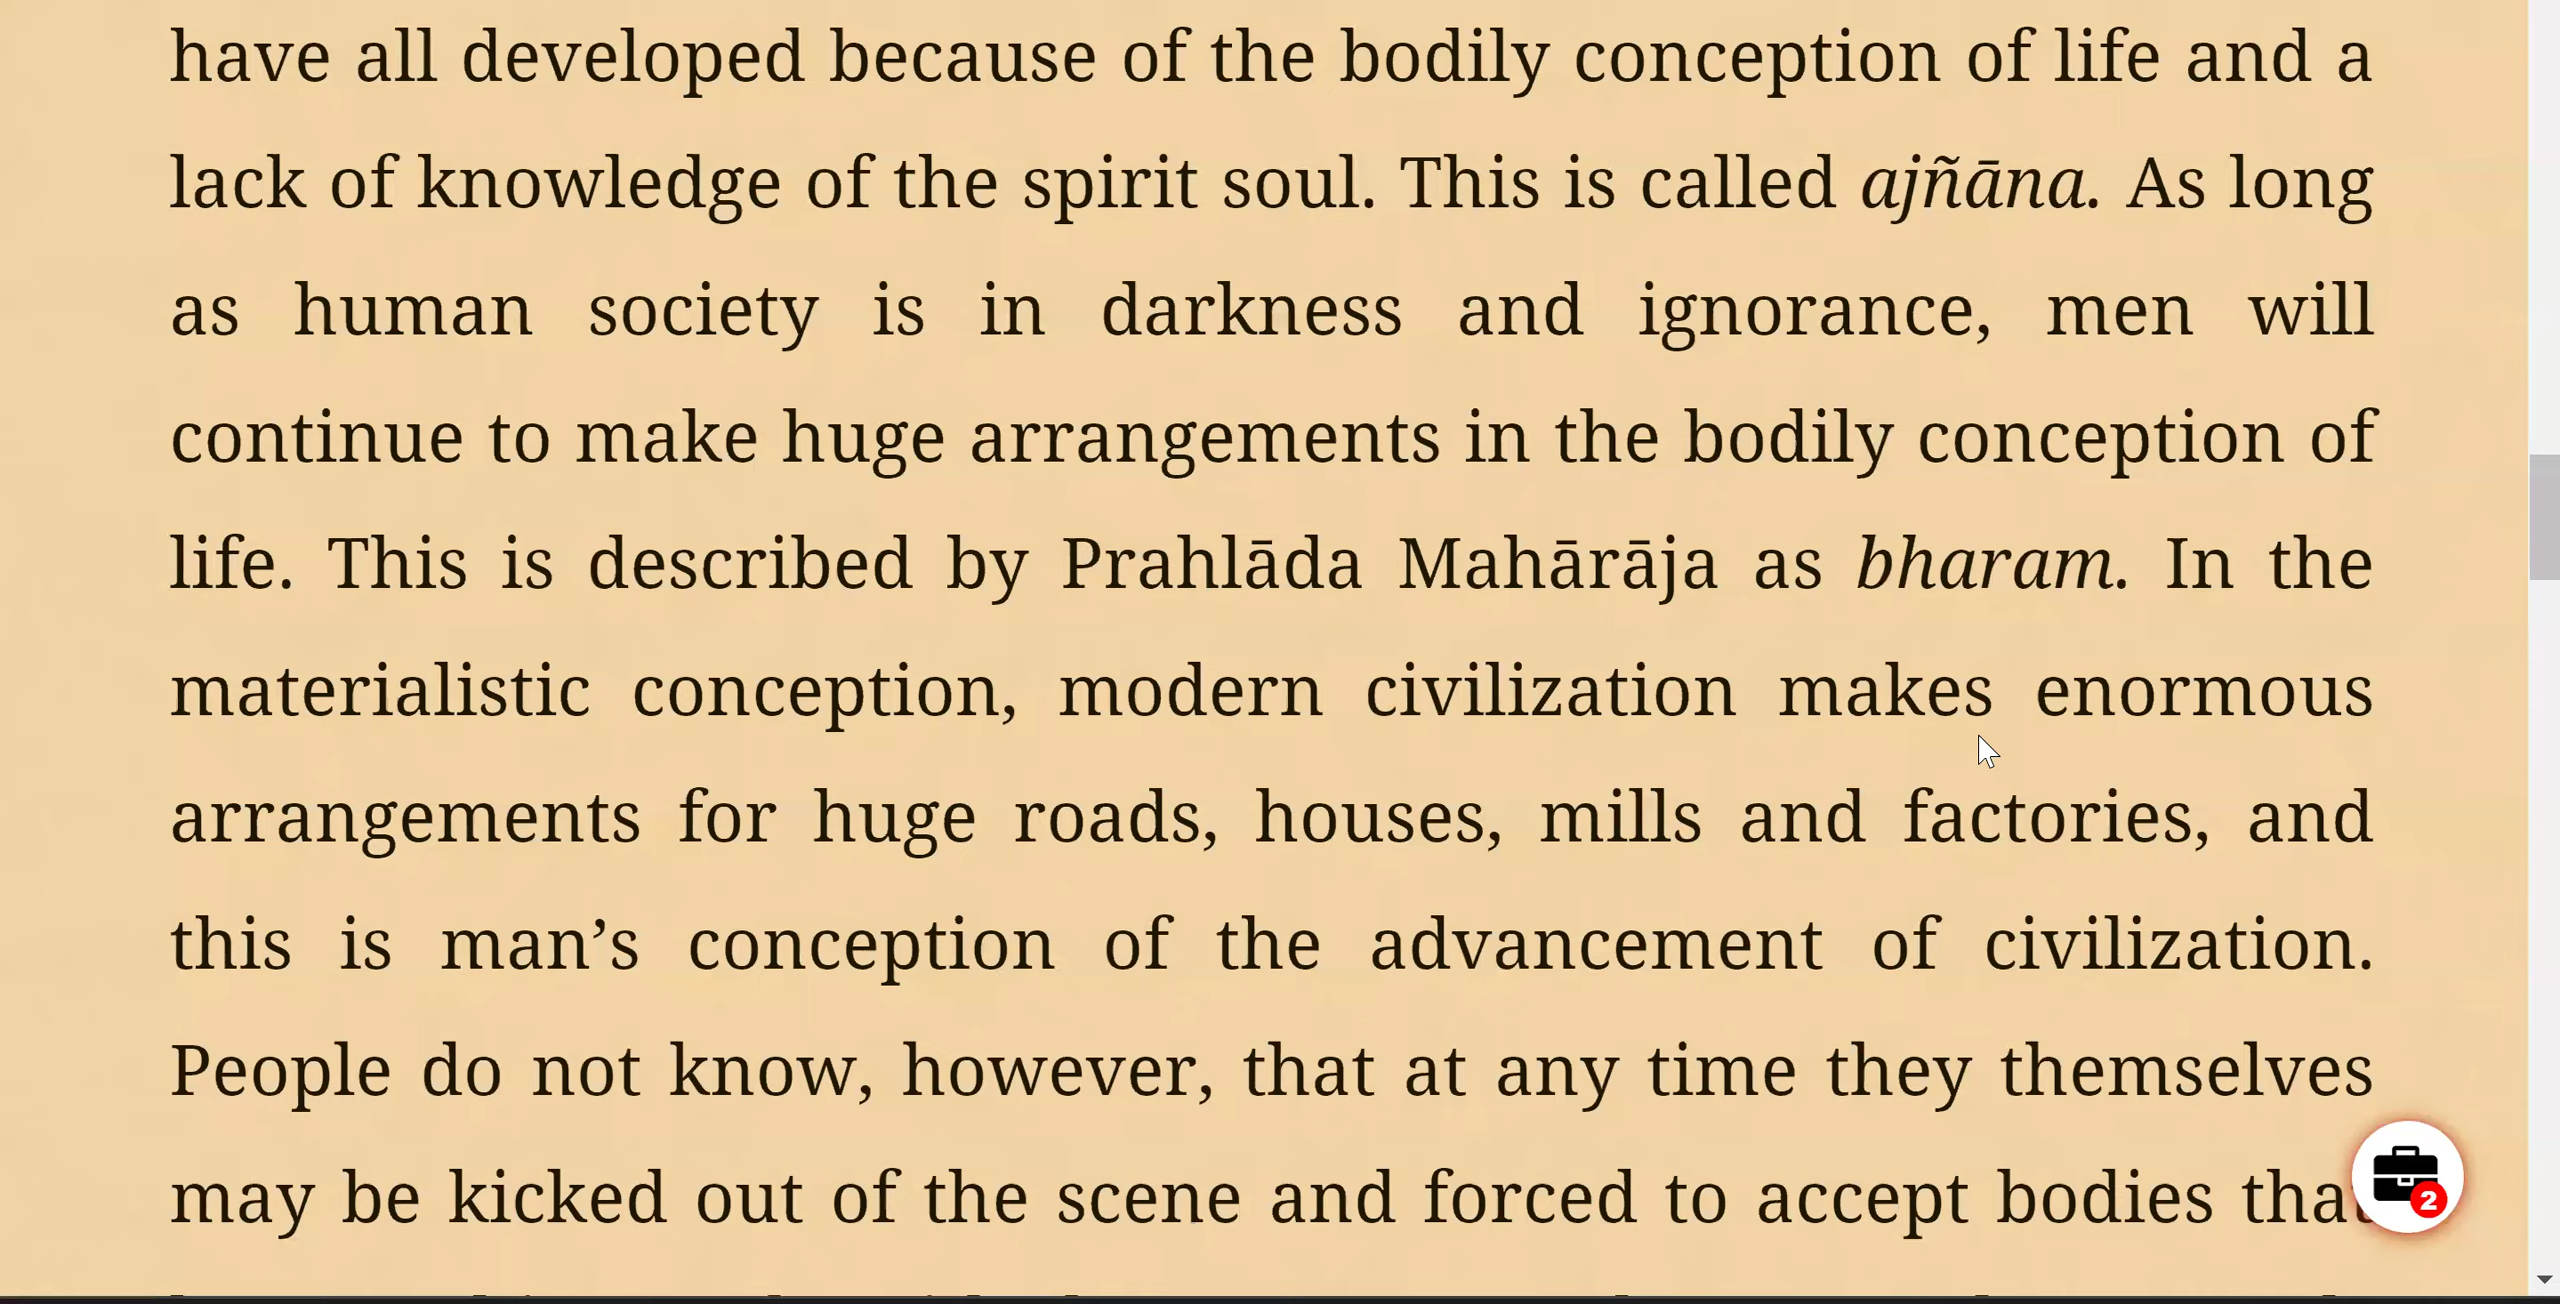 have all developed because of the bodily conception of life and a
lack of knowledge of the spirit soul. This is called ajñāna. As long
as human society is in darkness and ignorance, men will
continue to make huge arrangements in the bodily conception of
life. This is described by Prahlāda Mahārāja as bharam. In the
materialistic conception, modern civilization makes enormous
arrangements for huge roads, houses, mills and factories, and
this is man’s conception of the advancement of civilization.
People do not know, however, that at any time they themselves
may be kicked out of the scene and forced to accept bodies that
2